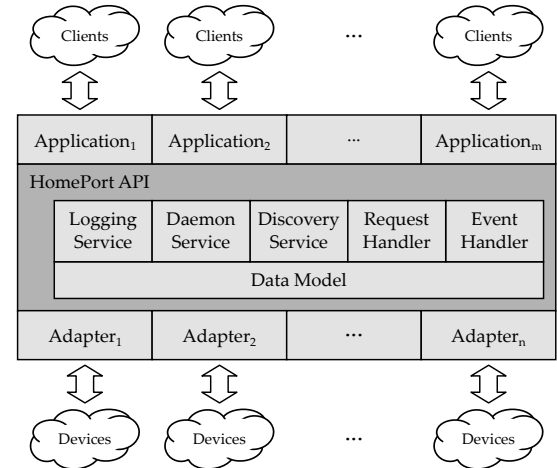 Clients Clients ... Clients
Application1 Application2 ... Applicationm
HomePort API
Logging Service Daemon Service Discovery Service Request Handler Event Handler
Data Model
Adapter1 Adapter2 ... Adaptern
Devices Devices ... Devices